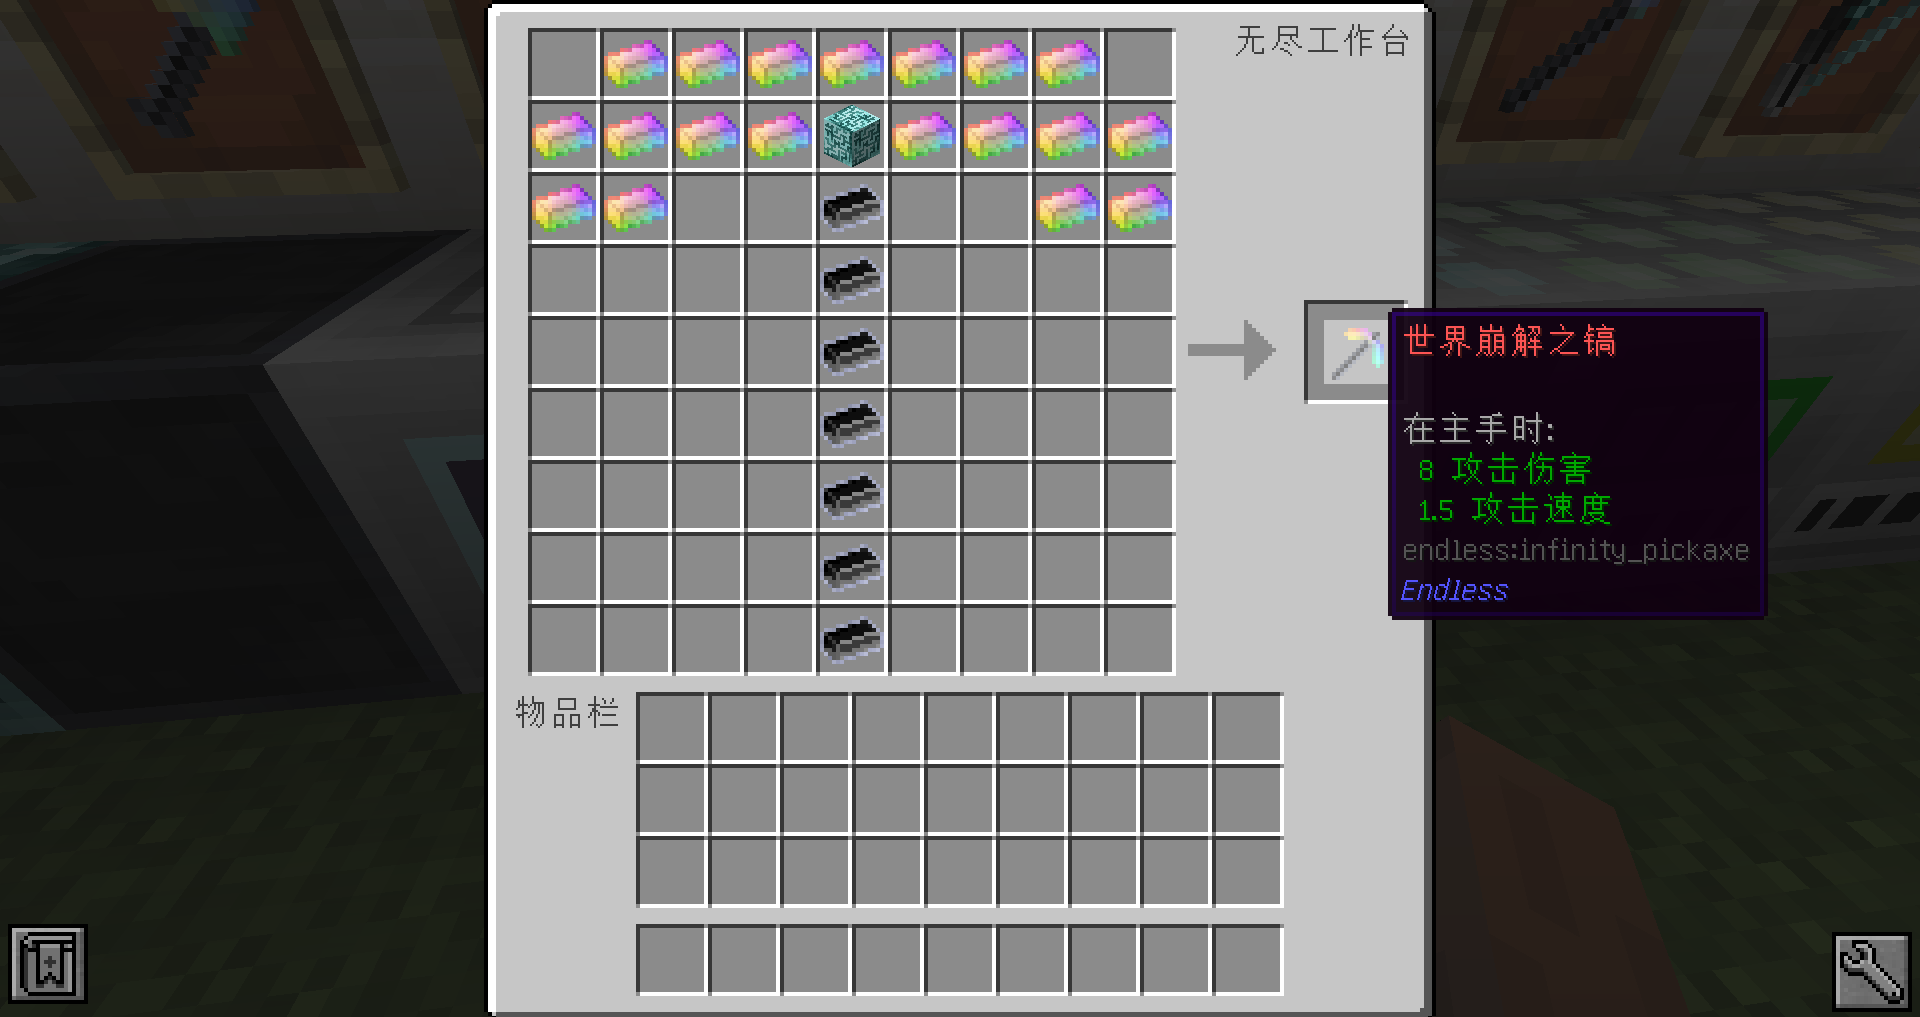 无尽工作台
世界崩解之镐
在主手时:
8 攻击伤害
1.5 攻击速度
endless:infinity_pickaxe
Endless
物品栏